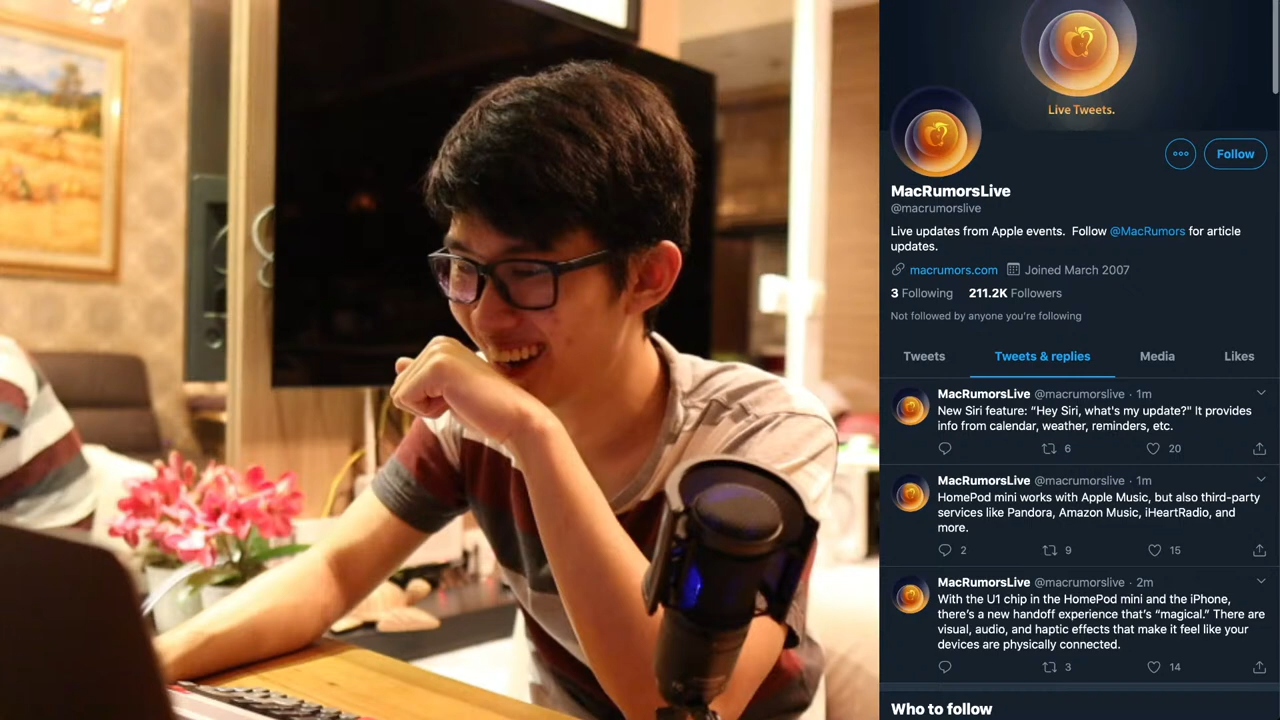 Live Tweets.
Follow
MacRumorsLive
@macrumorslive
Live updates from Apple events. Follow @MacRumors for article
updates.
macrumors.com Joined March 2007
3 Following 211.2K Followers
Not followed by anyone you're following
Tweets Tweets & replies Media Likes
MacRumorsLive @macrumorslive · 1m
New Siri feature: “Hey Siri, what's my update?" It provides
info from calendar, weather, reminders, etc.
6 20
MacRumorsLive @macrumorslive · 1m
HomePod mini works with Apple Music, but also third-party
services like Pandora, Amazon Music, iHeartRadio, and
more.
2 9 15
MacRumorsLive @macrumorslive · 2m
With the U1 chip in the HomePod mini and the iPhone,
there’s a new handoff experience that’s “magical.” There are
visual, audio, and haptic effects that make it feel like your
devices are physically connected.
3 14
Who to follow